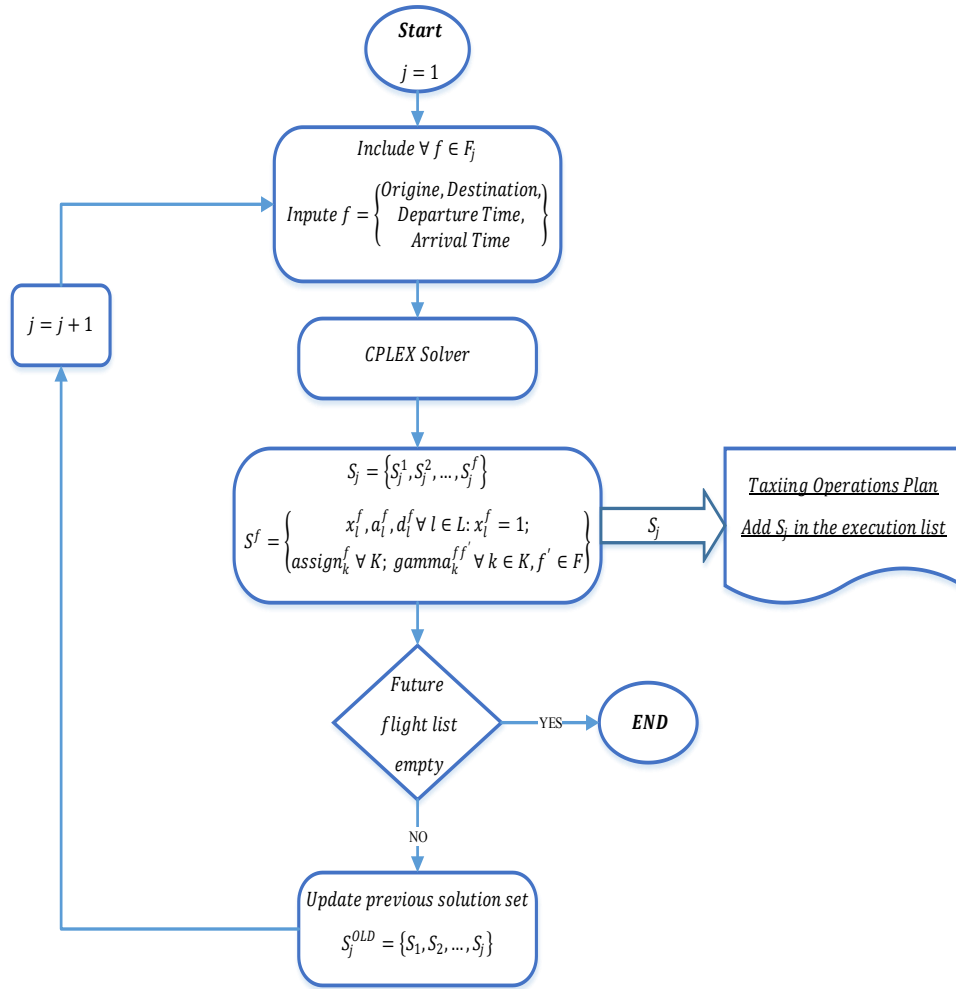 Start
j = 1
Include ∀ f ∈ F_j
Inpute f = {Origine, Destination,
Departure Time,
Arrival Time}
j = j + 1
CPLEX Solver
S_j = {S_j^1, S_j^2, …, S_j^f}
S^f = {x_l^f, a_l^f, d_l^f ∀ l ∈ L: x_l^f = 1;
assign_k^f ∀ K; gamma_k^{ff'} ∀ k ∈ K, f' ∈ F}
S_j
Taxiing Operations Plan
Add S_j in the execution list
Future
flight list
empty
YES
END
NO
Update previous solution set
S_j^{OLD} = {S_1, S_2, …, S_j}